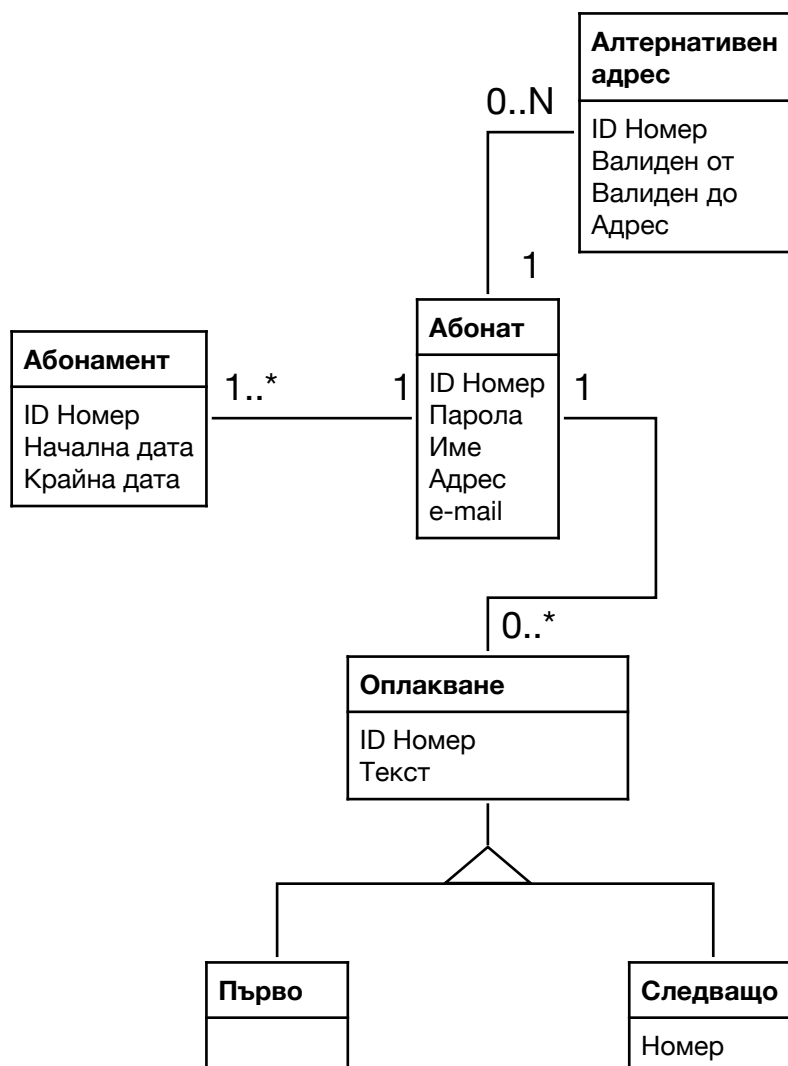 Алтернативен
адрес
0..N
ID Номер
Валиден от
Валиден до
Адрес
1
Абонат
Абонамент
1..*
1
ID Номер
Парола
Име
Адрес
e-mail
1
ID Номер
Начална дата
Крайна дата
0..*
Оплакване
ID Номер
Текст
Първо
Следващо
Номер